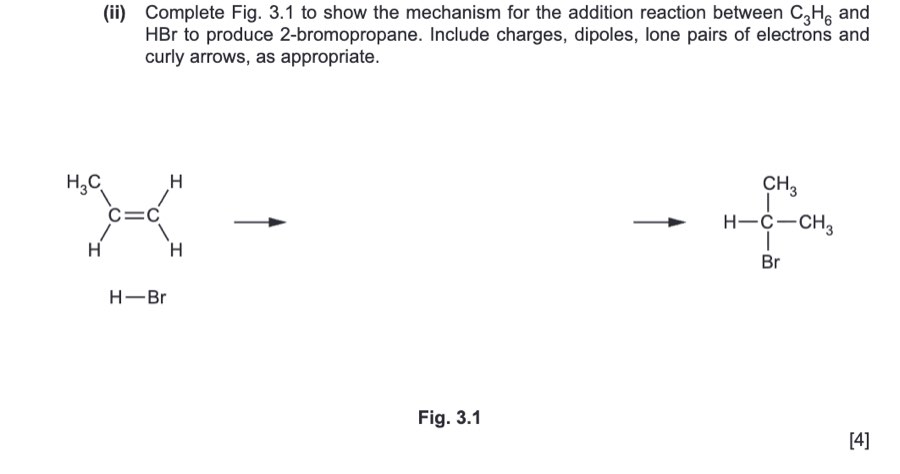 (ii) Complete Fig. 3.1 to show the mechanism for the addition reaction between C₃H₆ and
HBr to produce 2-bromopropane. Include charges, dipoles, lone pairs of electrons and
curly arrows, as appropriate.
H₃C H
C=C
H H
H—Br
CH₃
H—C—CH₃
Br
Fig. 3.1
[4]